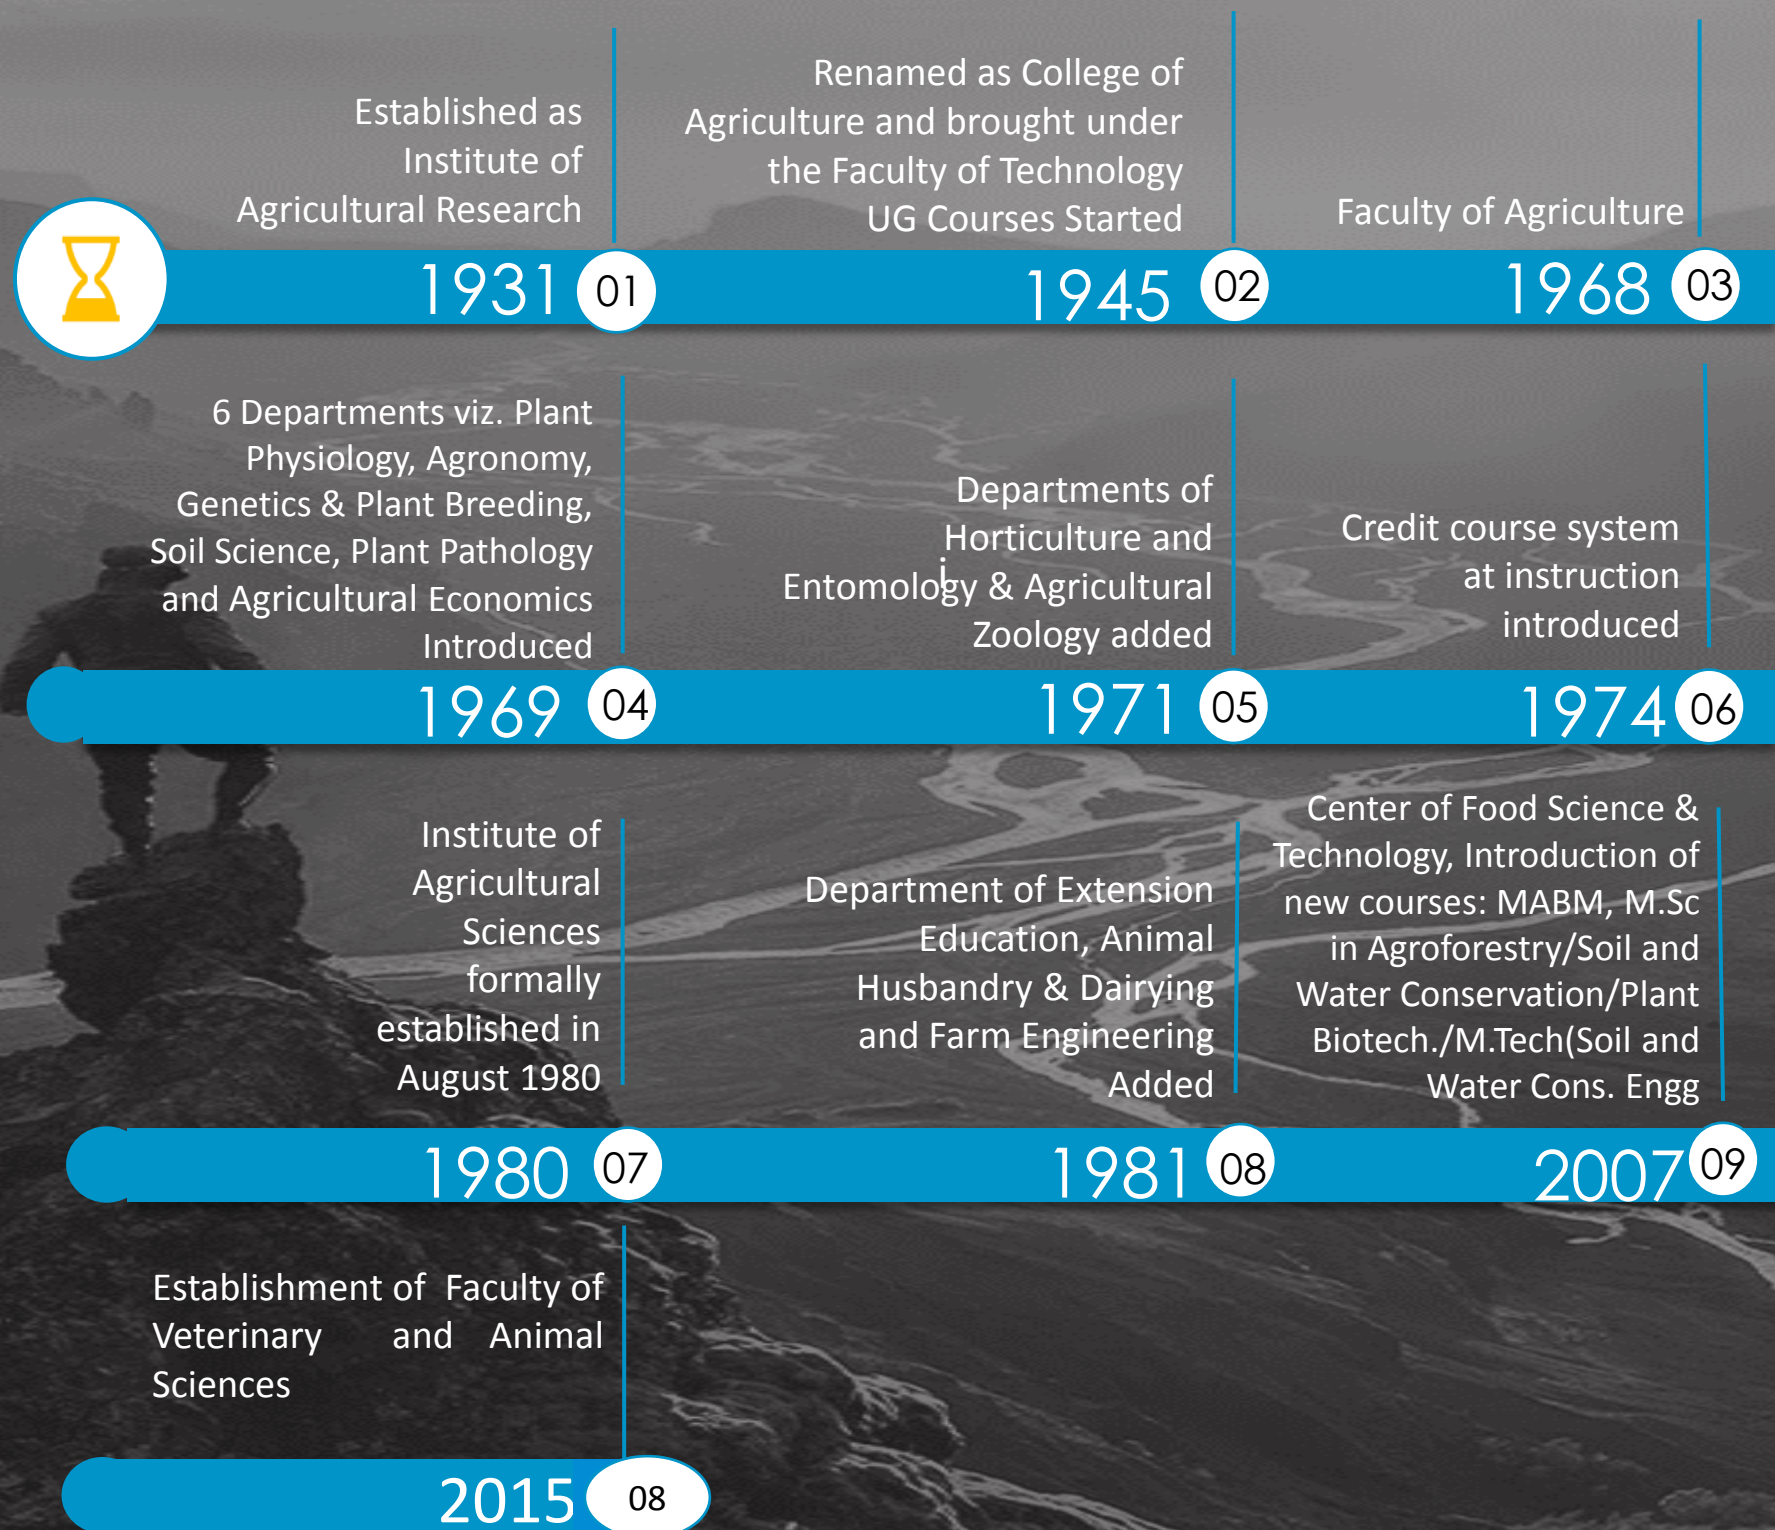 Established as
Institute of
Agricultural Research
1931 01
Renamed as College of
Agriculture and brought under
the Faculty of Technology
UG Courses Started
1945 02
Faculty of Agriculture
1968 03
6 Departments viz. Plant
Physiology, Agronomy,
Genetics & Plant Breeding,
Soil Science, Plant Pathology
and Agricultural Economics
Introduced
1969 04
Departments of
Horticulture and
i
Entomology & Agricultural
Zoology added
1971 05
Credit course system
at instruction
introduced
1974 06
Institute of
Agricultural
Sciences
formally
established in
August 1980
1980 07
Department of Extension
Education, Animal
Husbandry & Dairying
and Farm Engineering
Added
1981 08
Center of Food Science &
Technology, Introduction of
new courses: MABM, M.Sc
in Agroforestry/Soil and
Water Conservation/Plant
Biotech./M.Tech(Soil and
Water Cons. Engg
2007 09
Establishment of Faculty of
Veterinary and Animal
Sciences
2015 08